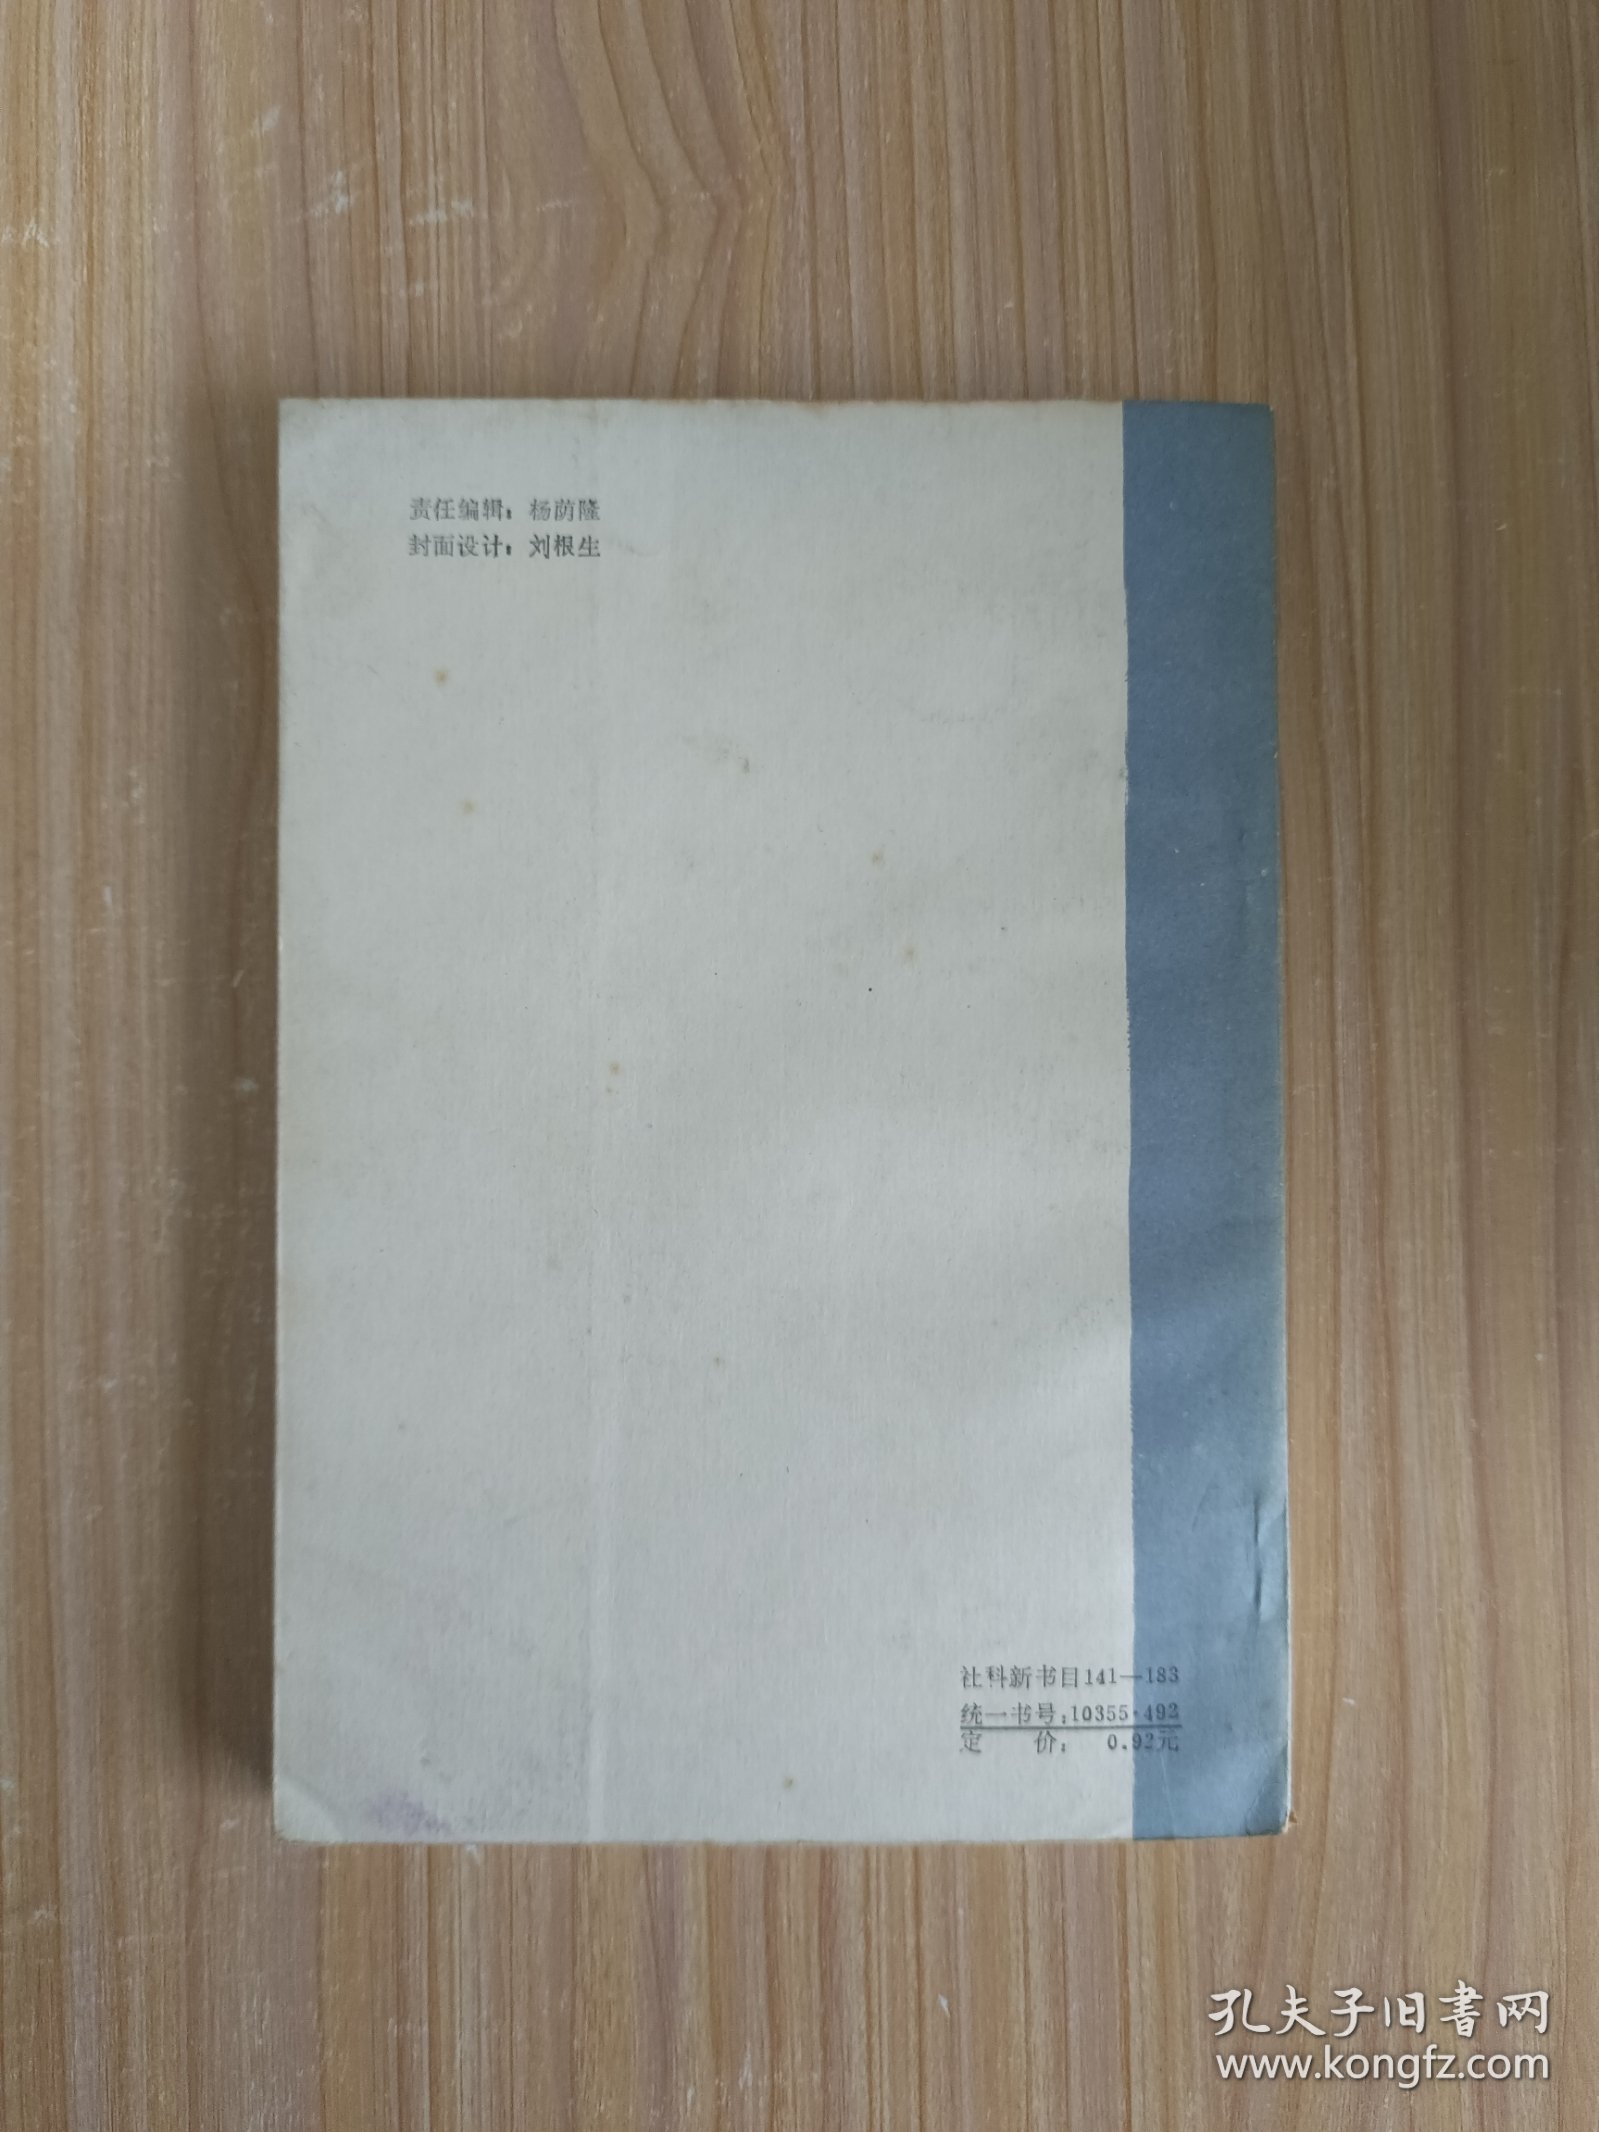 责任编辑：杨荫隆
封面设计：刘根生
社科新书目141—183
统一书号：10355·492
定　　价：　0.92元
孔夫子旧书网
www.kongfz.com